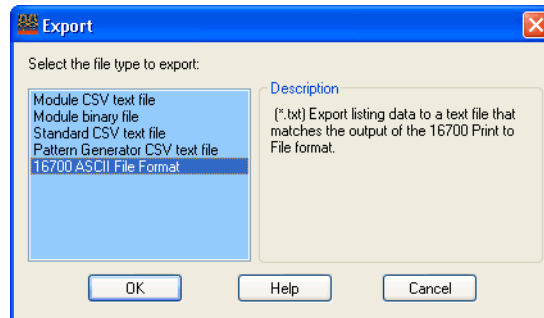 Export
Select the file type to export:
Module CSV text file
Module binary file
Standard CSV text file
Pattern Generator CSV text file
16700 ASCII File Format
Description
(*.txt) Export listing data to a text file that
matches the output of the 16700 Print to
File format.
OK
Help
Cancel